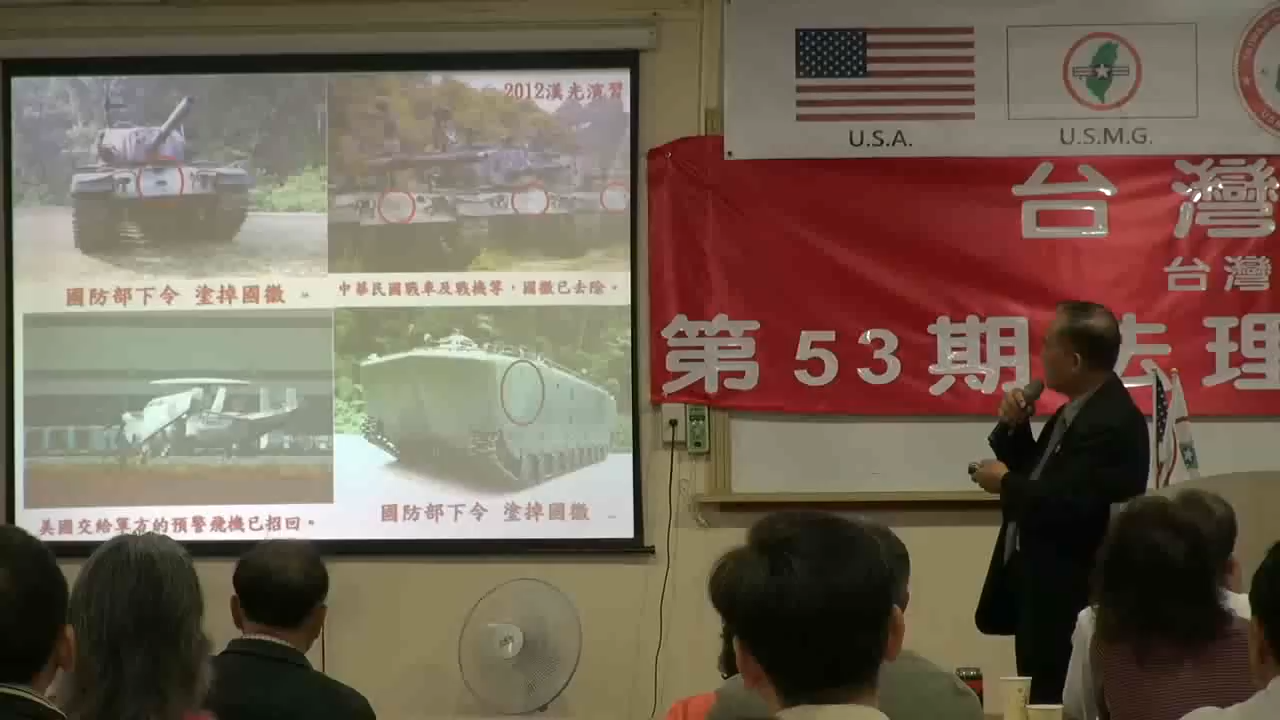 2012漢光演習
國防部下令 塗掉國徽
中華民國戰車及戰機等，國徽已去除。
美國交給軍方的預警飛機已招回。
國防部下令 塗掉國徽
U.S.A.
U.S.M.G.
台灣
台灣
第53期法理